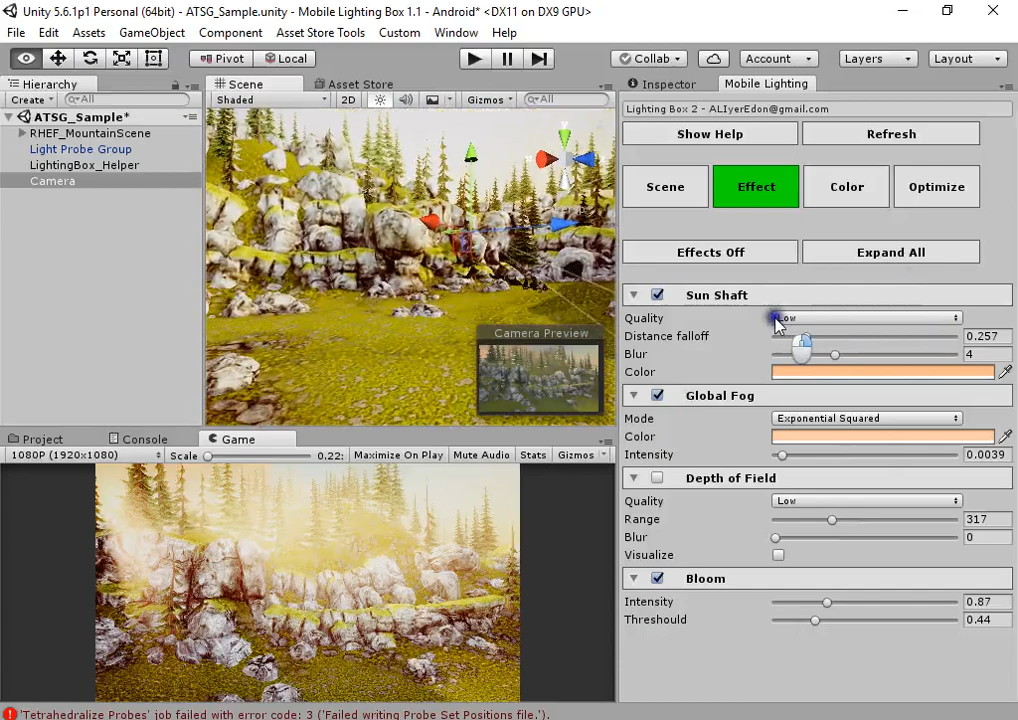 Unity 5.6.1p1 Personal (64bit) - ATSG_Sample.unity - Mobile Lighting Box 1.1 - Android* <DX11 on DX9 GPU>
File Edit Assets GameObject Component Asset Store Tools Custom Window Help
Pivot Local Collab Account Layers Layout
Hierarchy
Create All
ATSG_Sample*
RHEF_MountainScene
Light Probe Group
LightingBox_Helper
Camera
Scene Asset Store
Shaded 2D Gizmos All
Camera Preview
Inspector Mobile Lighting
Lighting Box 2 - ALIyerEdon@gmail.com
Show Help Refresh
Scene Effect Color Optimize
Effects Off Expand All
Sun Shaft
Quality Low
Distance falloff 0.257
Blur 4
Color
Global Fog
Mode Exponential Squared
Color
Intensity 0.0039
Depth of Field
Quality Low
Range 317
Blur 0
Visualize
Bloom
Intensity 0.87
Threshould 0.44
Project Console Game
1080P (1920x1080) Scale 0.22: Maximize On Play Mute Audio Stats Gizmos
'Tetrahedralize Probes' job failed with error code: 3 ('Failed writing Probe Set Positions file.').